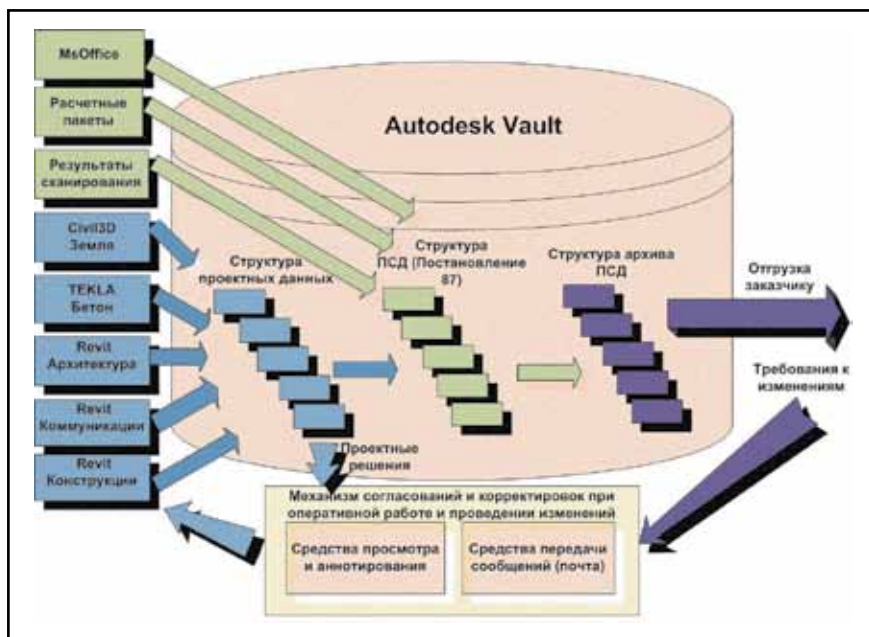 MsOffice
Расчетные
пакеты
Результаты
сканирования
Civil3D
Земля
TEKLA
Бетон
Revit
Архитектура
Revit
Коммуникации
Revit
Конструкции
Autodesk Vault
Структура
проектных данных
Структура
ПСД (Постановление
87)
Структура архива
ПСД
Отгрузка
заказчику
Требования к
изменениям
Проектные
решения
Механизм согласований и корректировок при
оперативной работе и проведении изменений
Средства просмотра
и аннотирования
Средства передачи
сообщений (почта)